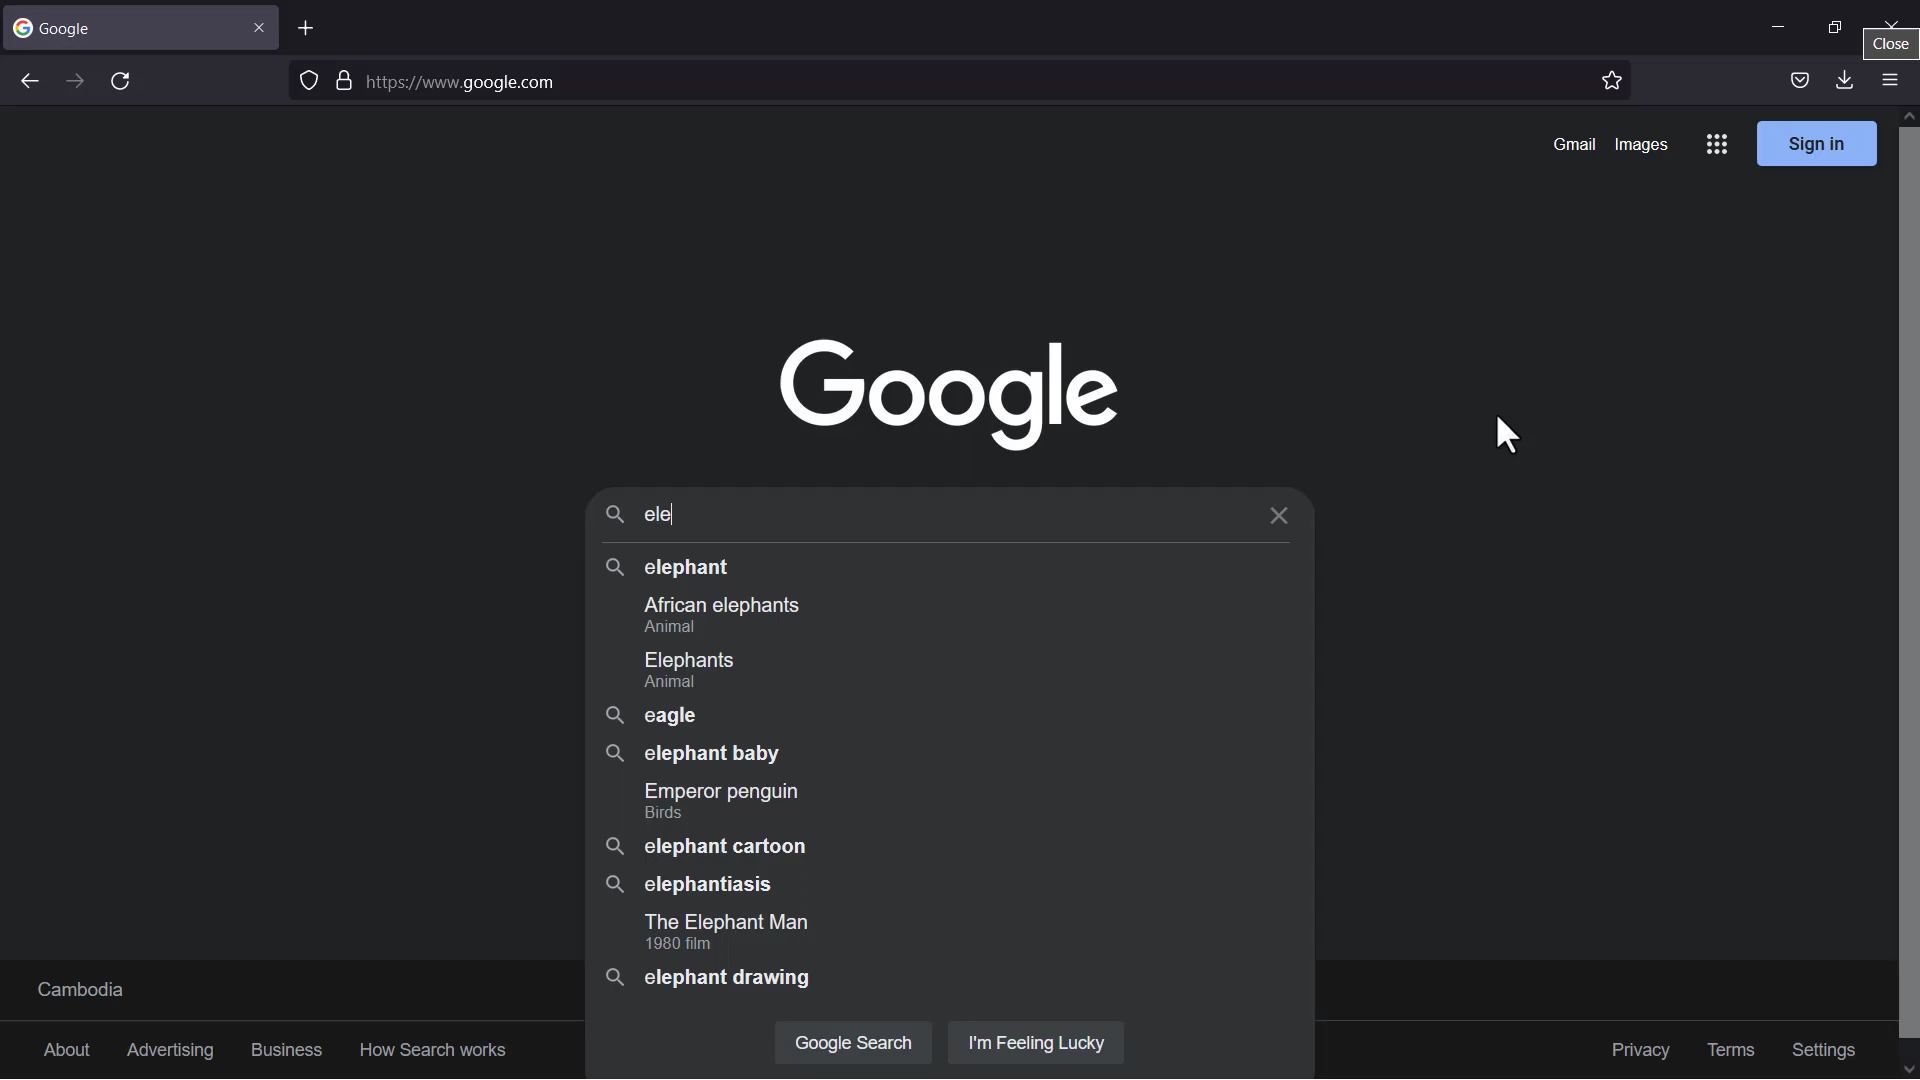 Google
Close
https://www.google.com
Gmail Images Sign in
Google
ele
elephant
African elephants
Animal
Elephants
Animal
eagle
elephant baby
Emperor penguin
Birds
elephant cartoon
elephantiasis
The Elephant Man
1980 film
elephant drawing
Google Search I'm Feeling Lucky
Cambodia
About Advertising Business How Search works Privacy Terms Settings